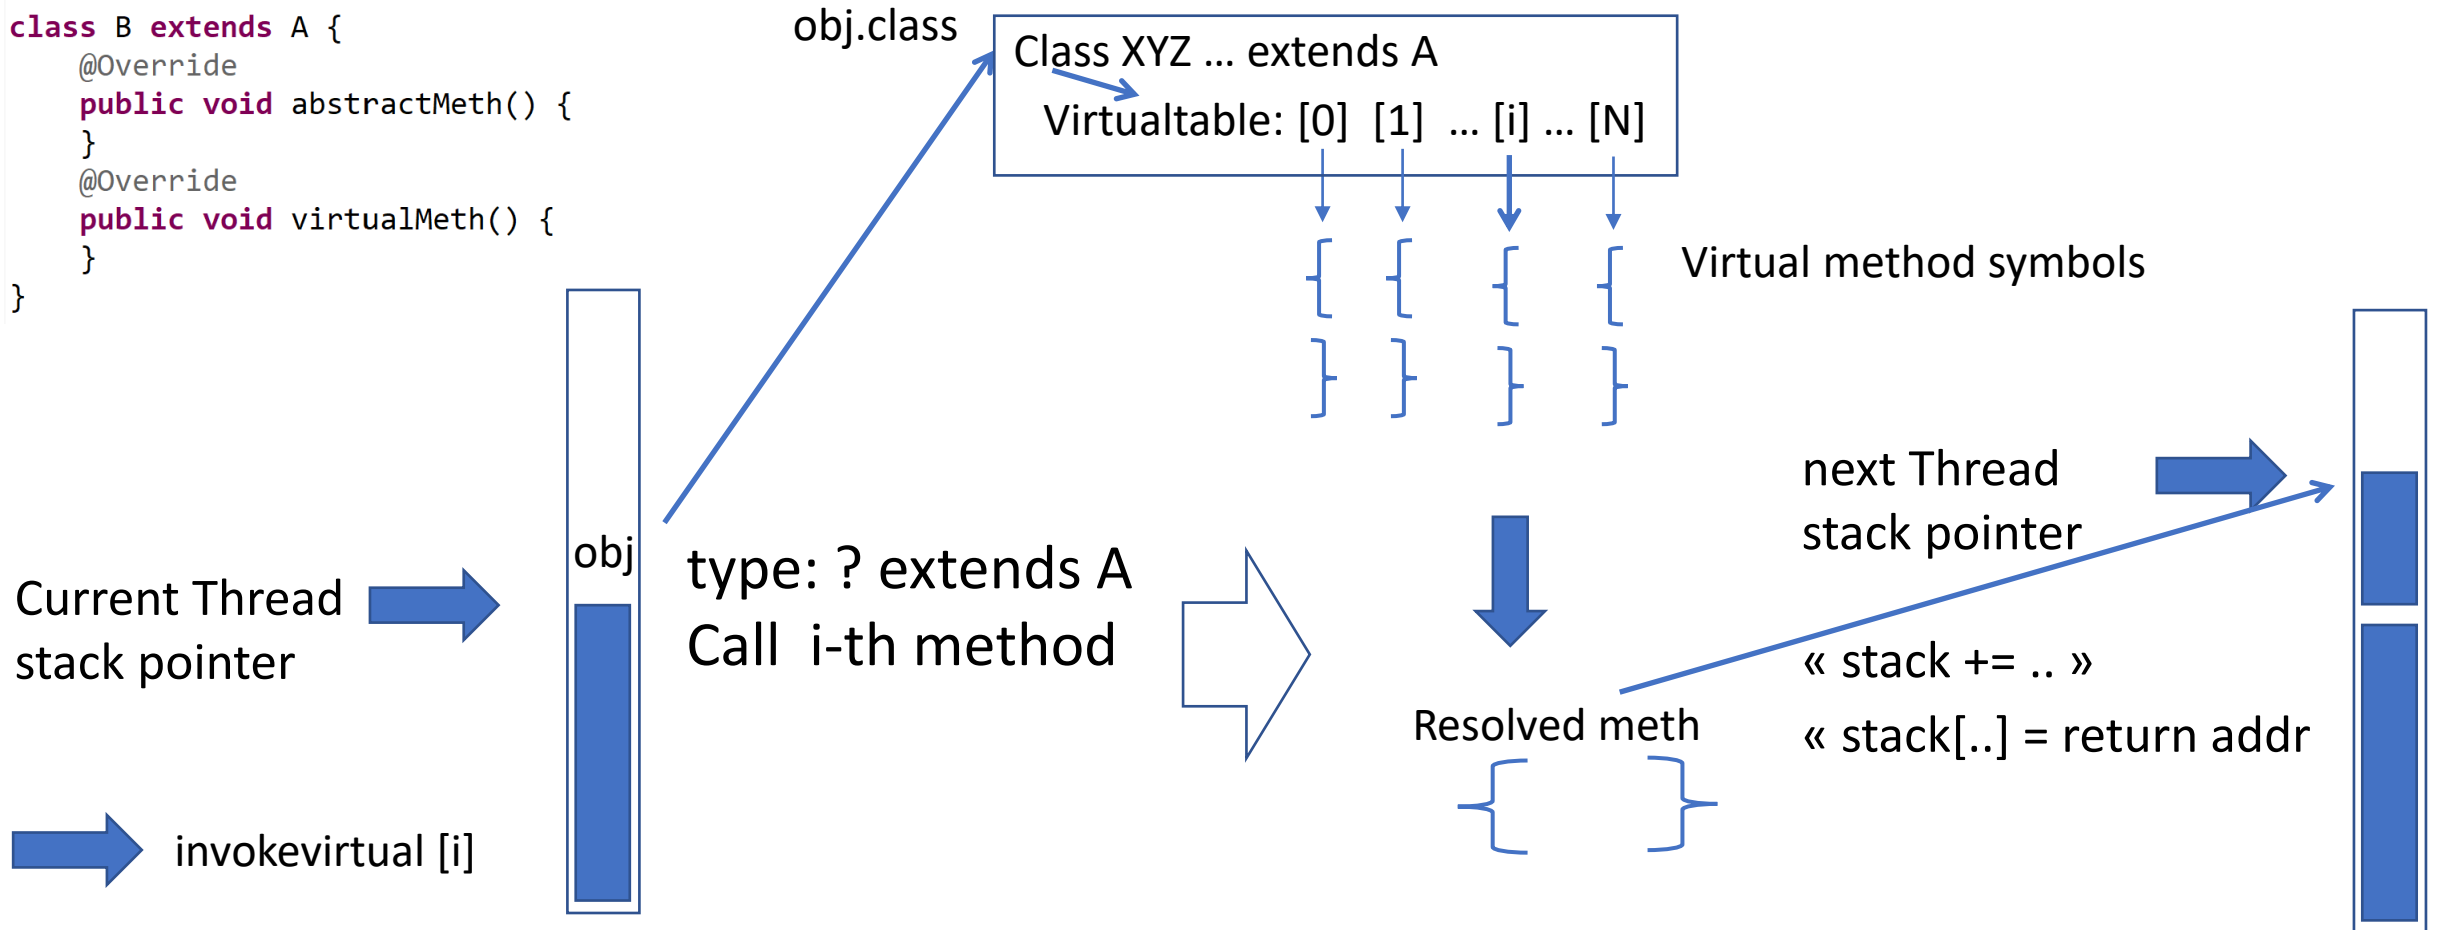 class B extends A {
@Override
public void abstractMeth() {
}
@Override
public void virtualMeth() {
}
}
obj.class
Class XYZ ... extends A
Virtualtable: [0] [1] ... [i] ... [N]
Virtual method symbols
obj
Current Thread
stack pointer
type: ? extends A
Call i-th method
invokevirtual [i]
Resolved meth
next Thread
stack pointer
« stack += .. »
« stack[..] = return addr